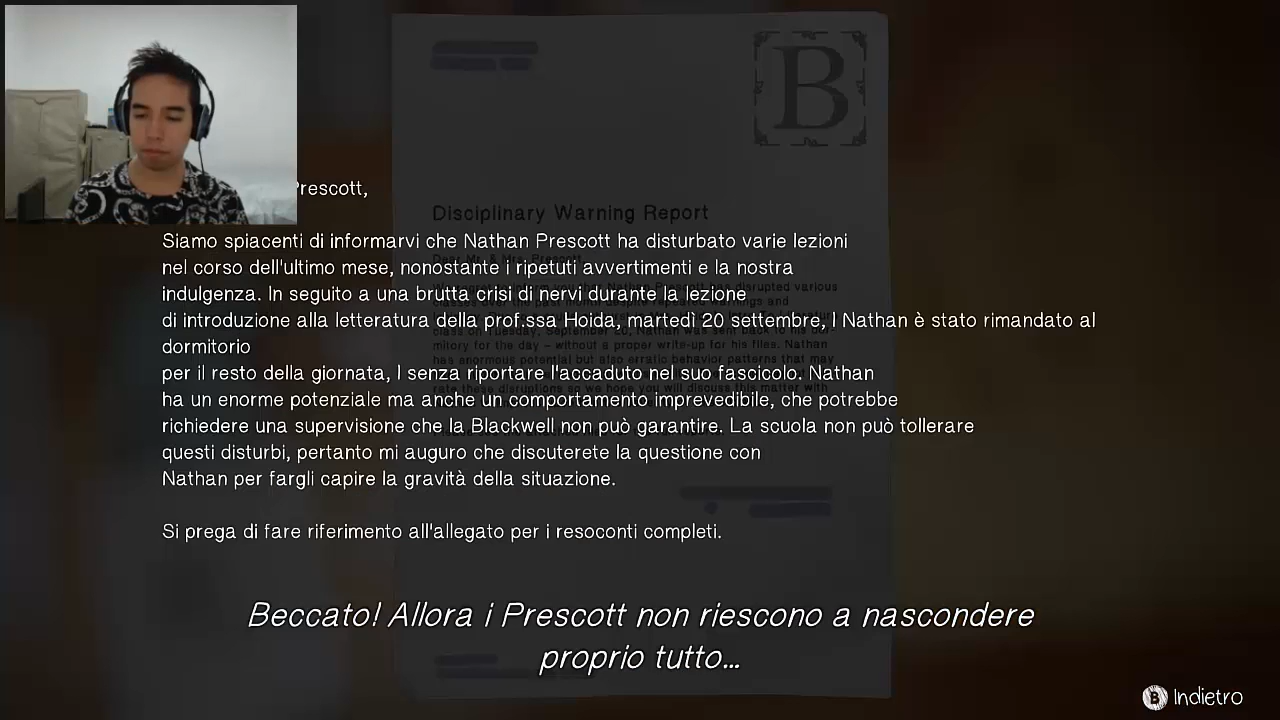 B
Prescott,
Disciplinary Warning Report
Siamo spiacenti di informarvi che Nathan Prescott ha disturbato varie lezioni
nel corso dell'ultimo mese, nonostante i ripetuti avvertimenti e la nostra
indulgenza. In seguito a una brutta crisi di nervi durante la lezione
di introduzione alla letteratura della prof.ssa Hoida, martedì 20 settembre, l Nathan è stato rimandato al
dormitorio
per il resto della giornata, l senza riportare l'accaduto nel suo fascicolo. Nathan
ha un enorme potenziale ma anche un comportamento imprevedibile, che potrebbe
richiedere una supervisione che la Blackwell non può garantire. La scuola non può tollerare
questi disturbi, pertanto mi auguro che discuterete la questione con
Nathan per fargli capire la gravità della situazione.
Si prega di fare riferimento all'allegato per i resoconti completi.
Beccato! Allora i Prescott non riescono a nascondere
proprio tutto...
B Indietro